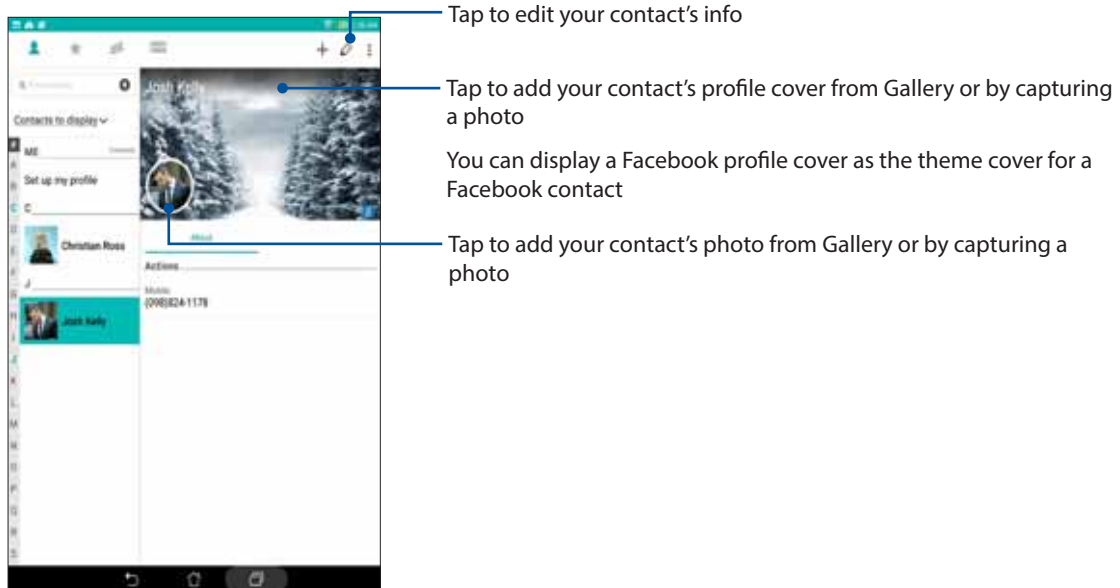 Tap to edit your contact's info
Tap to add your contact's profile cover from Gallery or by capturing
a photo
You can display a Facebook profile cover as the theme cover for a
Facebook contact
Tap to add your contact's photo from Gallery or by capturing a
photo
Josh Kelly
Contacts to display
ME
Set up my profile
C
Christian Ross
J
Josh Kelly
About
Actions
Mobile
(098)824-1178
A
B
C
D
E
F
G
H
I
J
K
L
M
N
O
P
Q
R
S